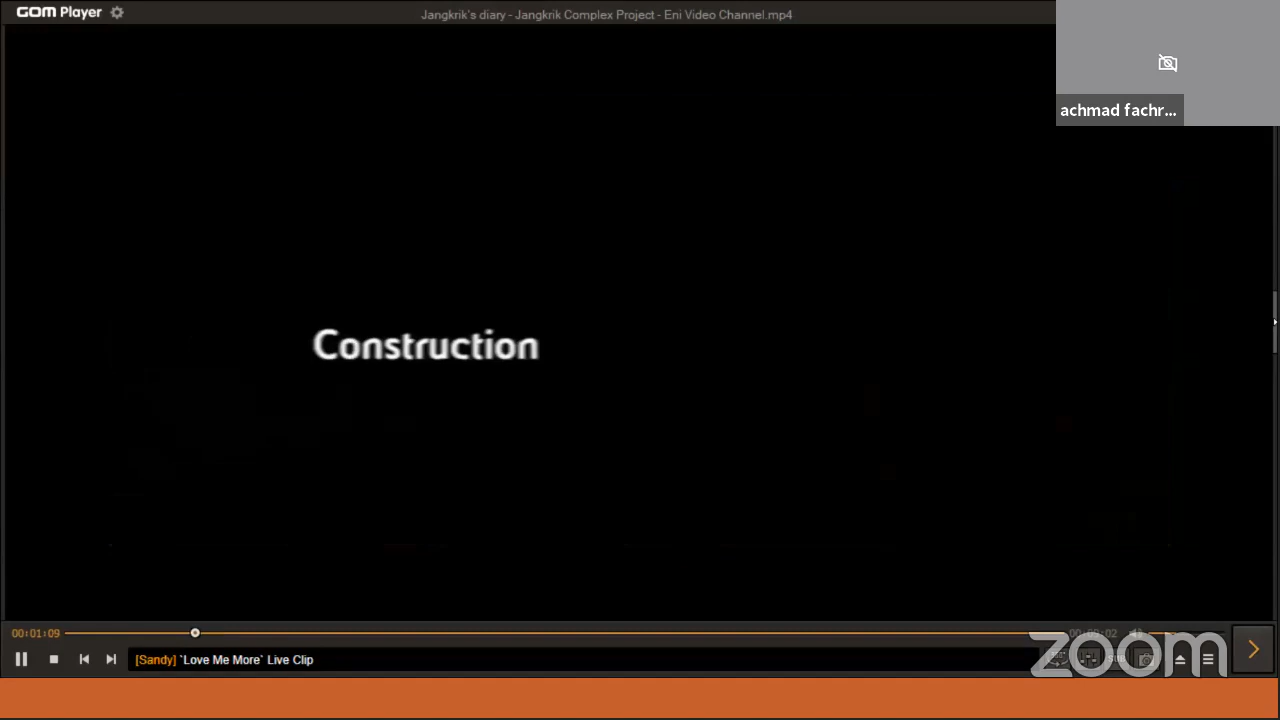 GOM Player
Jangkrik's diary - Jangkrik Complex Project - Eni Video Channel.mp4
achmad fachr...
Construction
00:01:09
[Sandy] `Love Me More` Live Clip
zoom